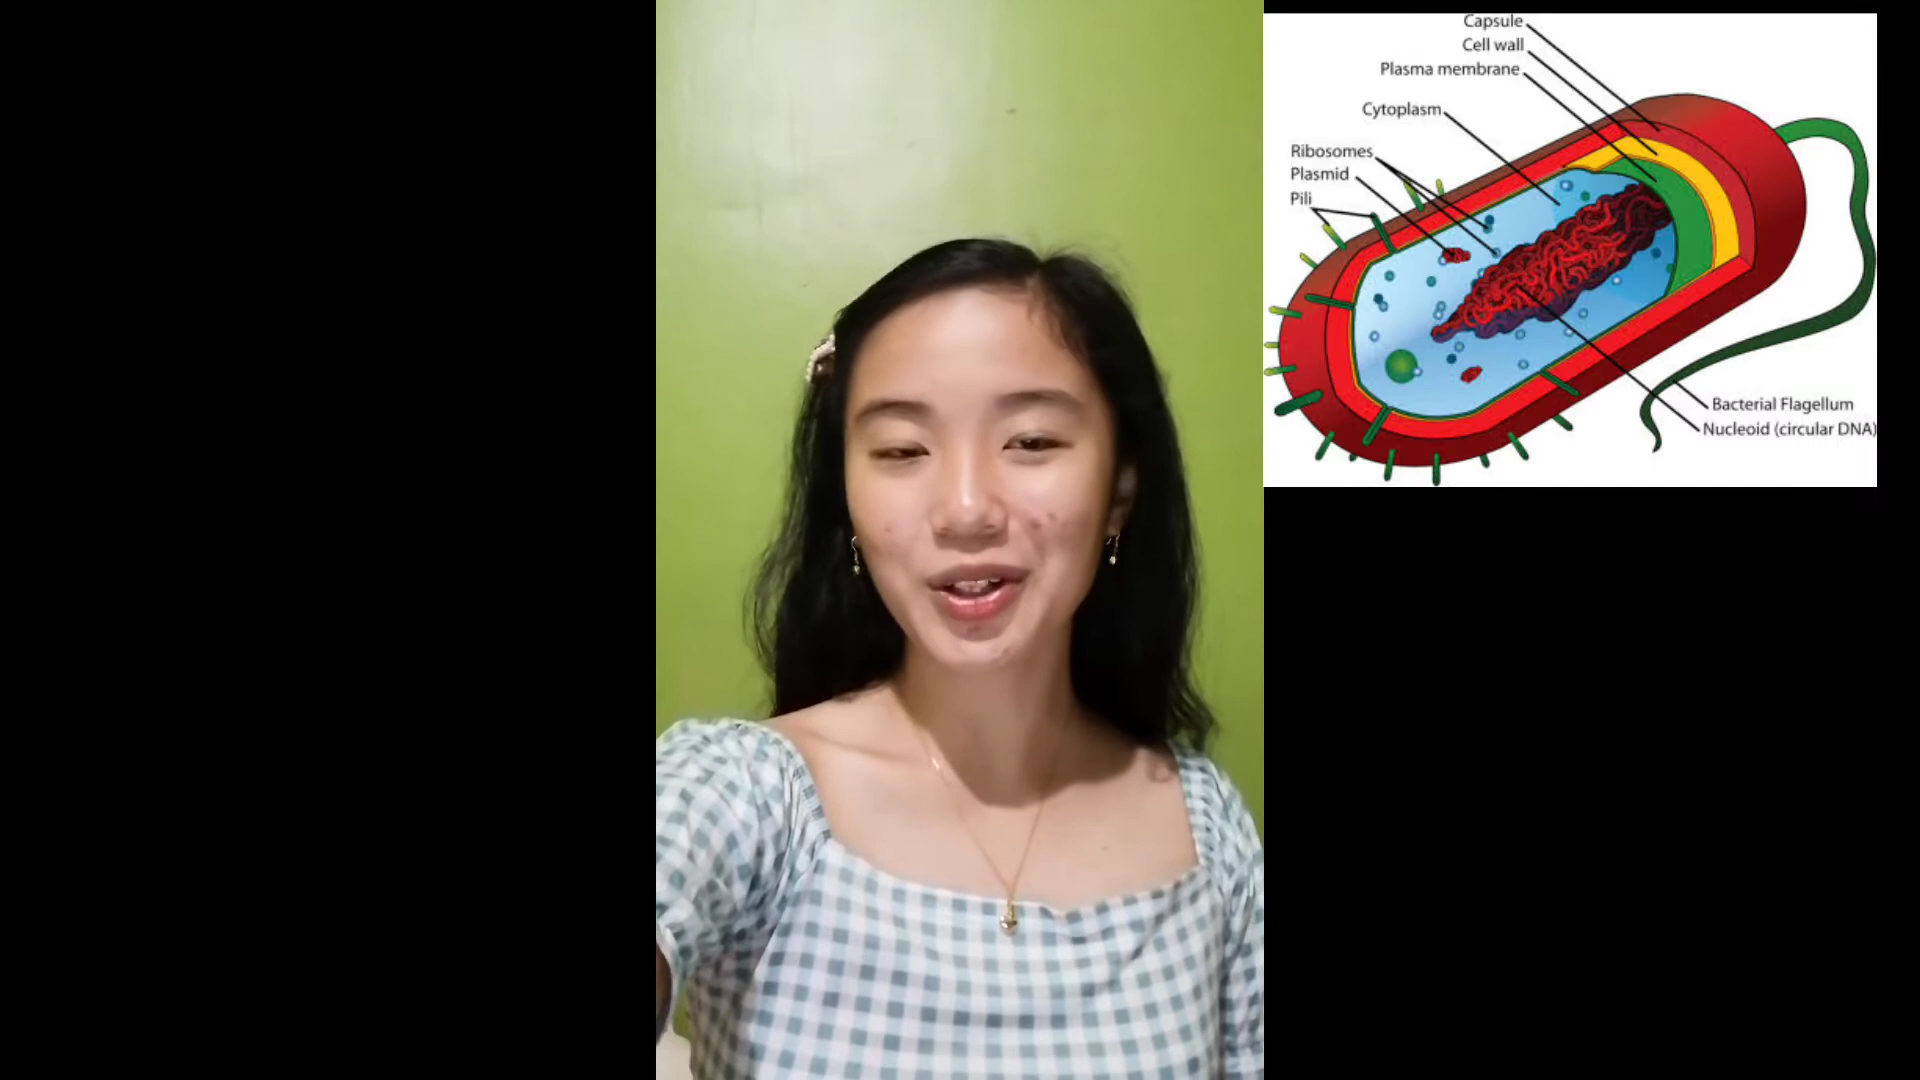 Capsule
Cell wall
Plasma membrane
Cytoplasm
Ribosomes
Plasmid
Pili
Bacterial Flagellum
Nucleoid (circular DNA)